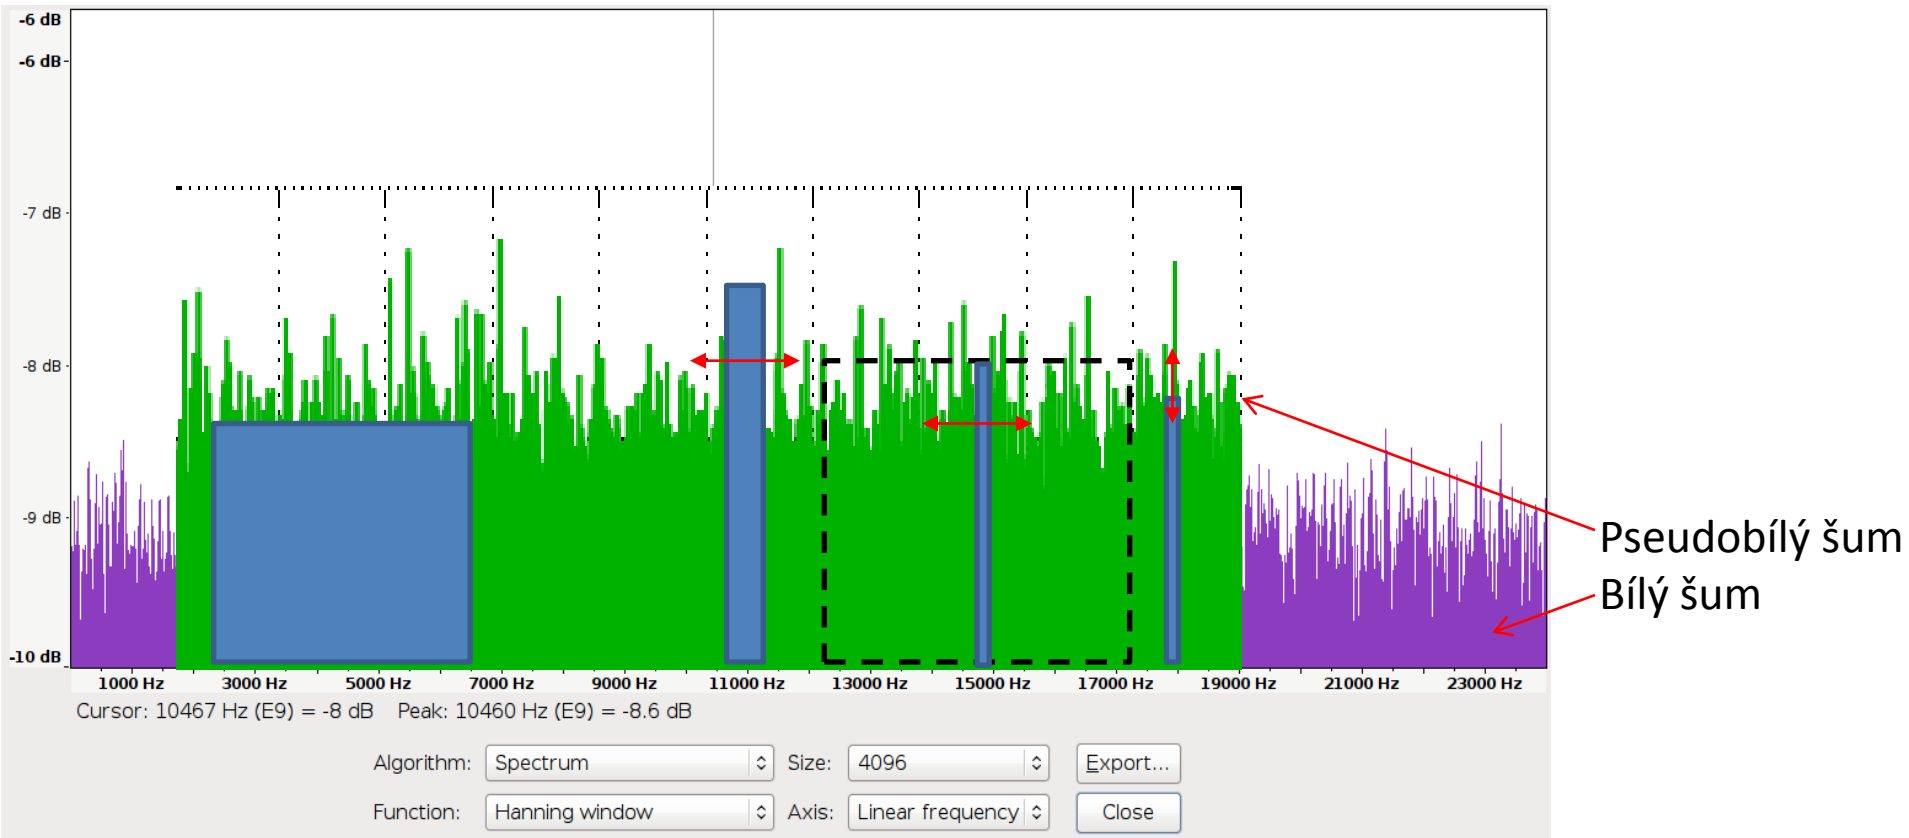 -6 dB
-6 dB
-7 dB
-8 dB
-9 dB
-10 dB
1000 Hz 3000 Hz 5000 Hz 7000 Hz 9000 Hz 11000 Hz 13000 Hz 15000 Hz 17000 Hz 19000 Hz 21000 Hz 23000 Hz
Cursor: 10467 Hz (E9) = -8 dB Peak: 10460 Hz (E9) = -8.6 dB
Algorithm: Spectrum Size: 4096 Export...
Function: Hanning window Axis: Linear frequency Close
Pseudobílý šum
Bílý šum